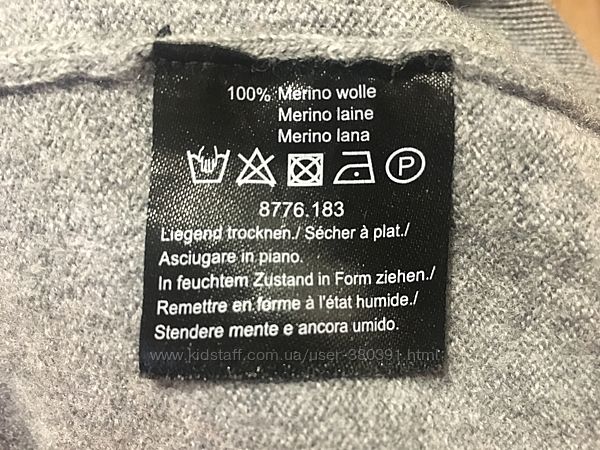 100% Merino wolle
Merino laine
Merino lana
P
8776.183
Liegend trocknen./ Sécher à plat./
Asciugare in piano.
In feuchtem Zustand in Form ziehen./
Remettre en forme à l'état humide./
Stendere mente e ancora umido.
www.kidstaff.com.ua/user-380391.html